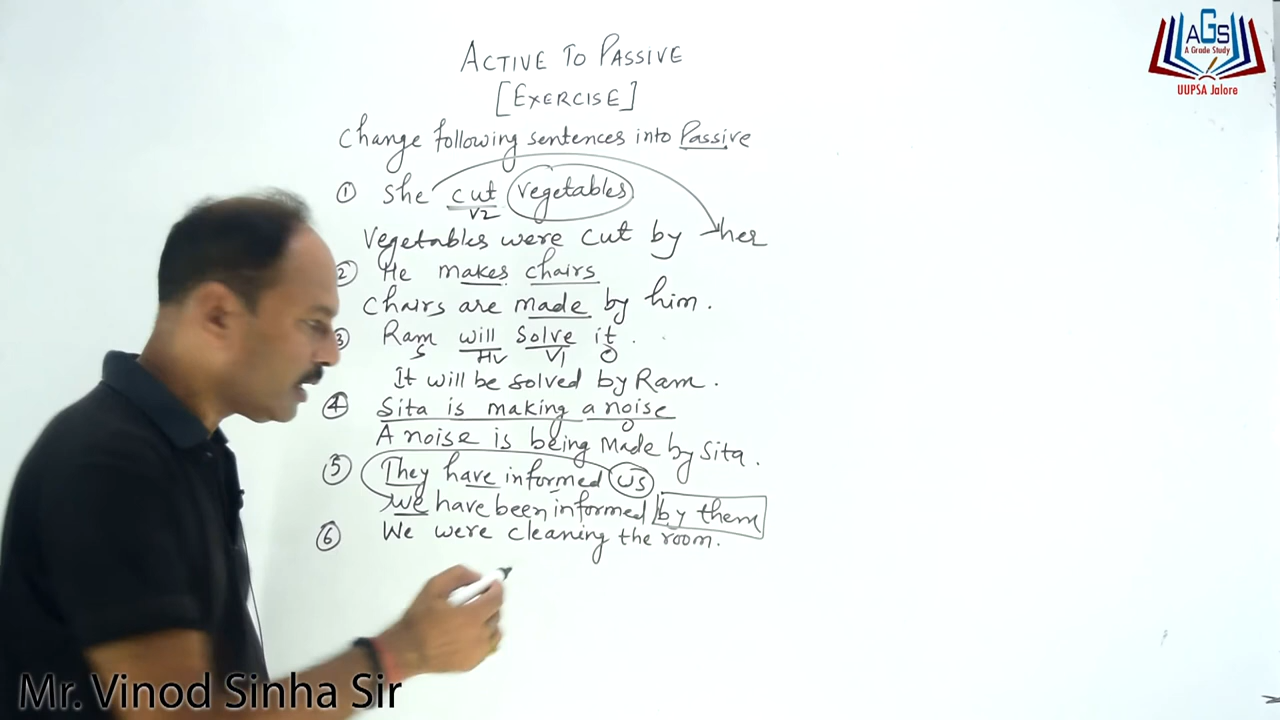 ACTIVE TO PASSIVE
[EXERCISE]
Change following sentences into Passive
① She cut vegetables
V2
Vegetables were cut by her
② He makes chairs
Chairs are made by him.
③ Ram will Solve it.
S HV V1 O
It will be solved by Ram.
④ Sita is making a noise
O
A noise is being made by Sita.
⑤ They have informed us
We have been informed by them
⑥ We were cleaning the room.
AGS
A Grade Study
UUPSA Jalore
Mr. Vinod Sinha Sir